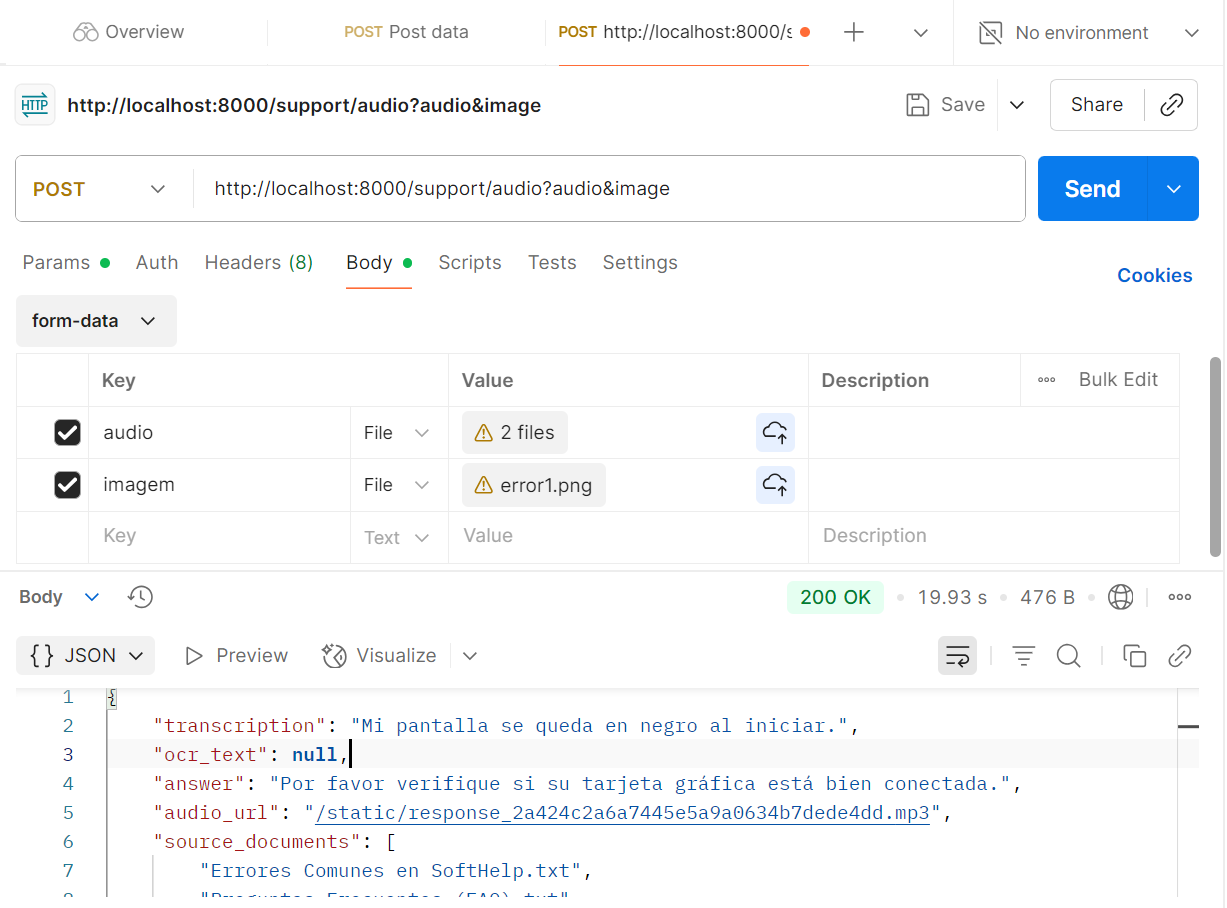 Overview POST Post data POST http://localhost:8000/s No environment
HTTP http://localhost:8000/support/audio?audio&image Save Share
POST http://localhost:8000/support/audio?audio&image Send
Params Auth Headers (8) Body Scripts Tests Settings Cookies
form-data
Key Value Description Bulk Edit
audio File 2 files
imagem File error1.png
Key Text Value Description
Body 200 OK 19.93 s 476 B
{} JSON Preview Visualize
1 {
2 "transcription": "Mi pantalla se queda en negro al iniciar.",
3 "ocr_text": null,
4 "answer": "Por favor verifique si su tarjeta gráfica está bien conectada.",
5 "audio_url": "/static/response_2a424c2a6a7445e5a9a0634b7dede4dd.mp3",
6 "source_documents": [
7 "Errores Comunes en SoftHelp.txt",
8 "Preguntas Frecuentes (FAQ).txt"